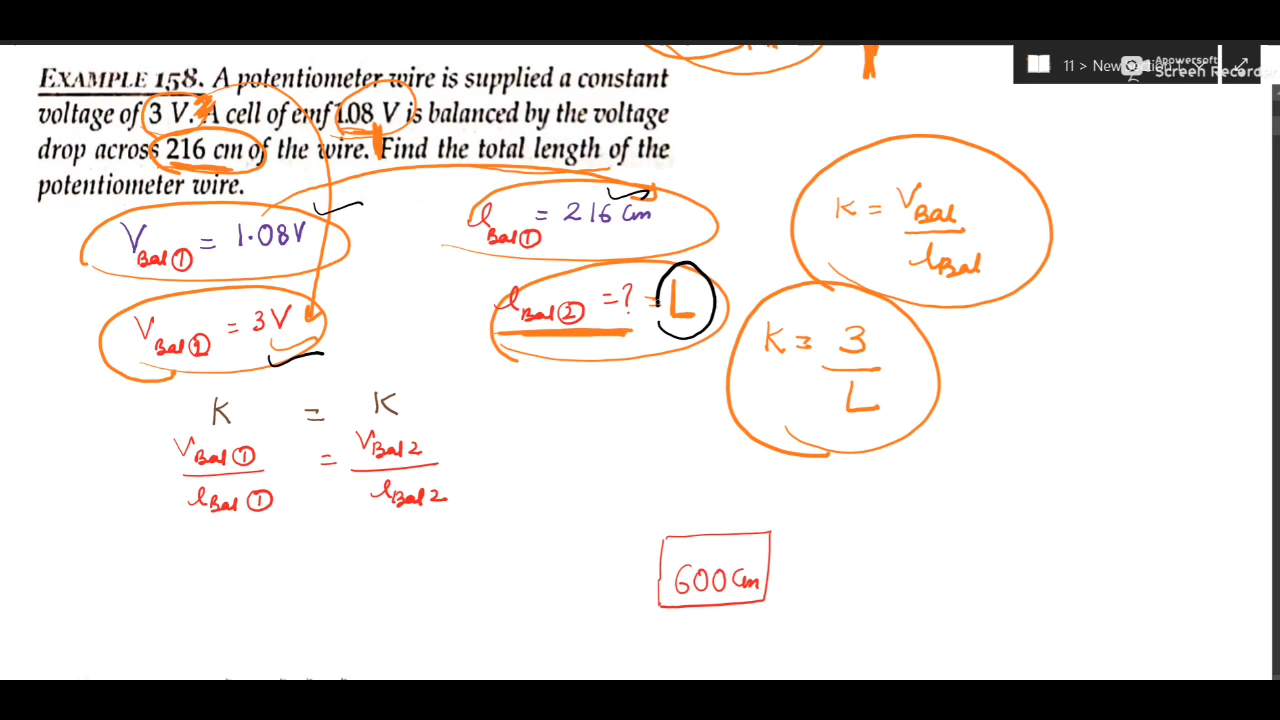 EXAMPLE 158. A potentiometer wire is supplied a constant
voltage of 3 V. A cell of emf 1.08 V is balanced by the voltage
drop across 216 cm of the wire. Find the total length of the
potentiometer wire.
11 > New
Apowersoft
Screen Recorder
V Bal ① = 1.08V
l Bal ① = 216 cm
K = V Bal / l Bal
V Bal ② = 3V
l Bal ② = ? = L
K = 3 / L
K = K
V Bal ① / l Bal ① = V Bal 2 / l Bal 2
600 cm